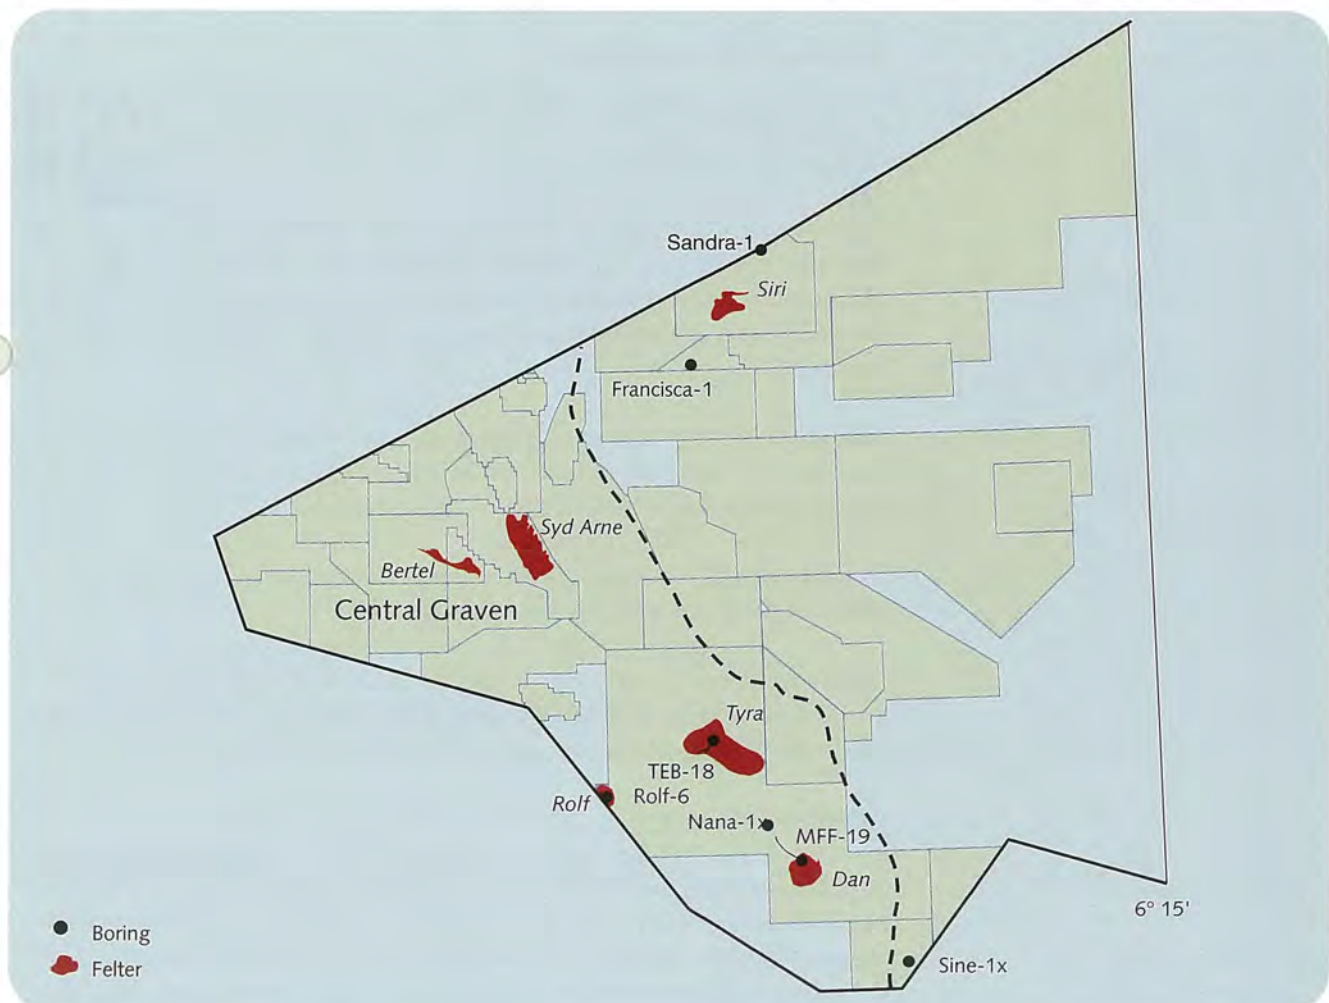 Sandra-1
Siri
Francisca-1
Syd Arne
Bertel
Central Graven
Tyra
TEB-18
Rolf
Rolf-6
Nana-1x
MFF-19
Dan
6° 15'
Boring
Felter
Sine-1x